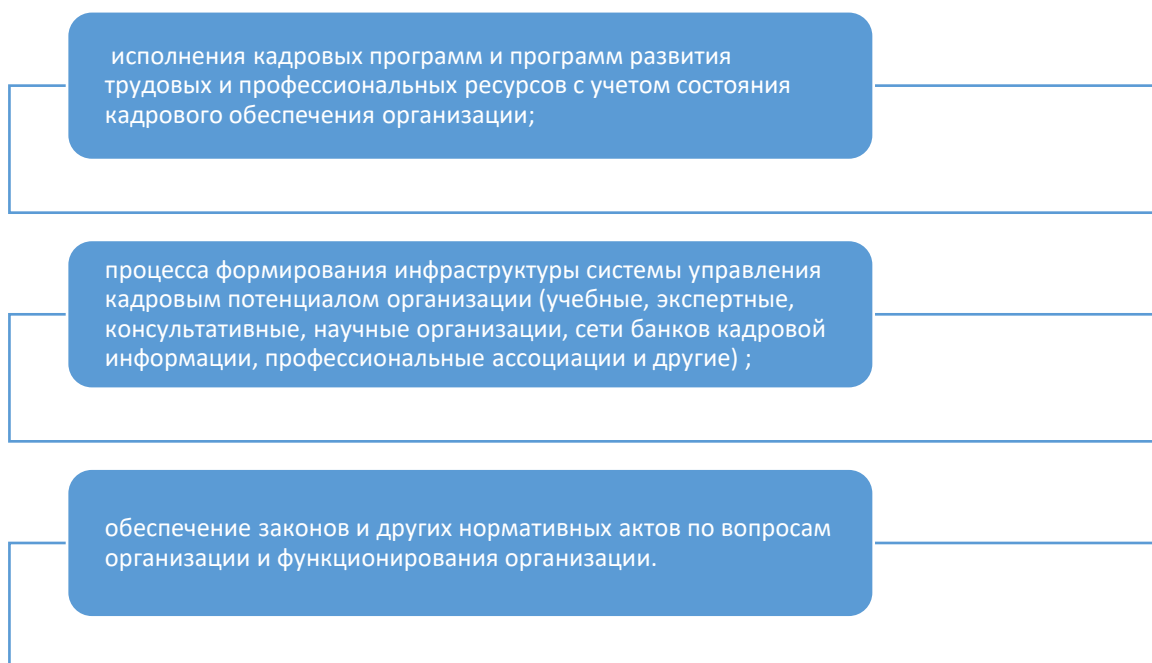 исполнения кадровых программ и программ развития
трудовых и профессиональных ресурсов с учетом состояния
кадрового обеспечения организации;
процесса формирования инфраструктуры системы управления
кадровым потенциалом организации (учебные, экспертные,
консультативные, научные организации, сети банков кадровой
информации, профессиональные ассоциации и другие) ;
обеспечение законов и других нормативных актов по вопросам
организации и функционирования организации.